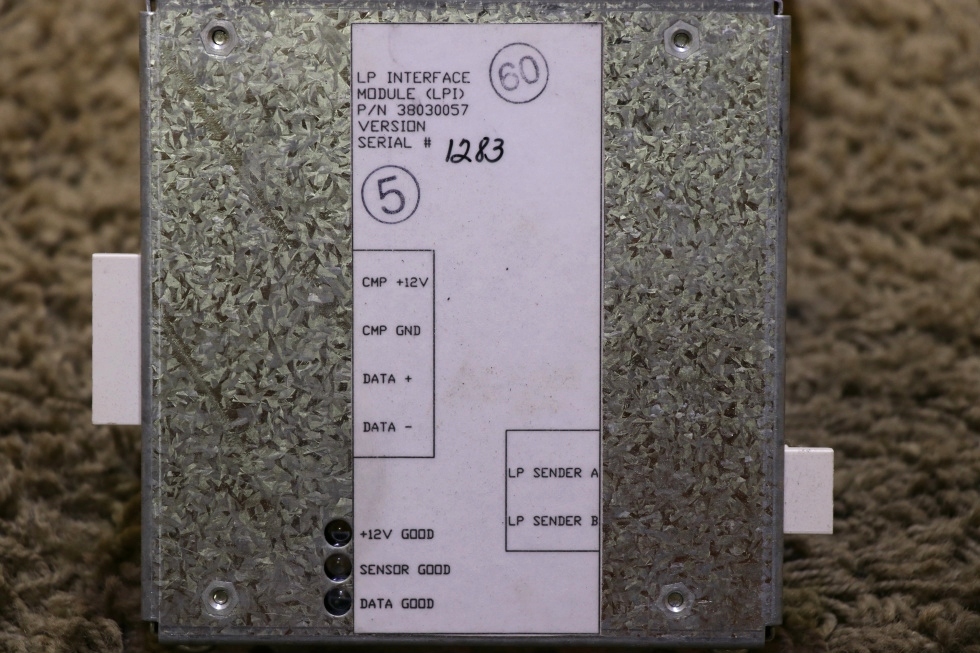 LP INTERFACE
MODULE (LPI)
P/N 38030057
VERSION
SERIAL # 1283
60
5
CMP +12V
CMP GND
DATA +
DATA -
LP SENDER A
LP SENDER B
+12V GOOD
SENSOR GOOD
DATA GOOD